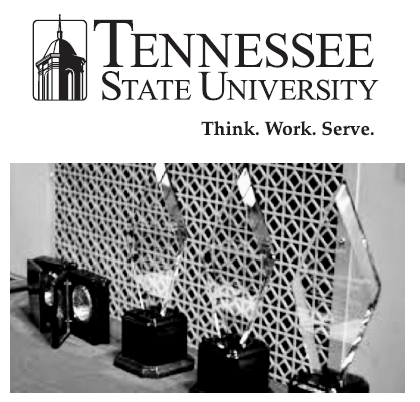 TENNESSEE
STATE UNIVERSITY
Think. Work. Serve.